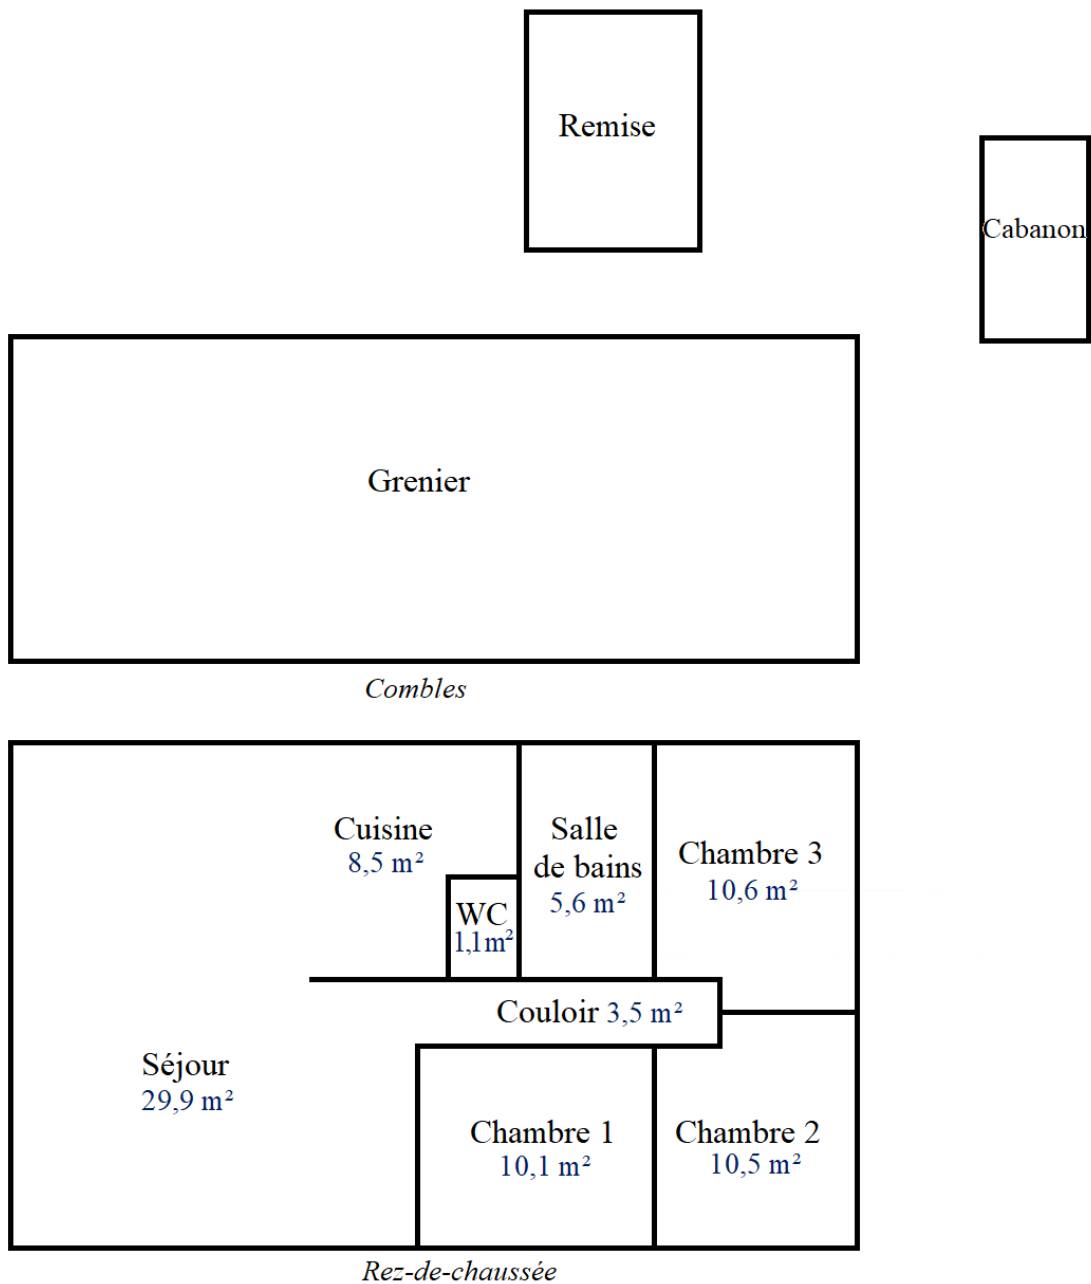 Remise
Cabanon
Grenier
Combles
Cuisine
8,5 m²
WC
1,1 m²
Salle
de bains
5,6 m²
Chambre 3
10,6 m²
Couloir 3,5 m²
Séjour
29,9 m²
Chambre 1
10,1 m²
Chambre 2
10,5 m²
Rez-de-chaussée